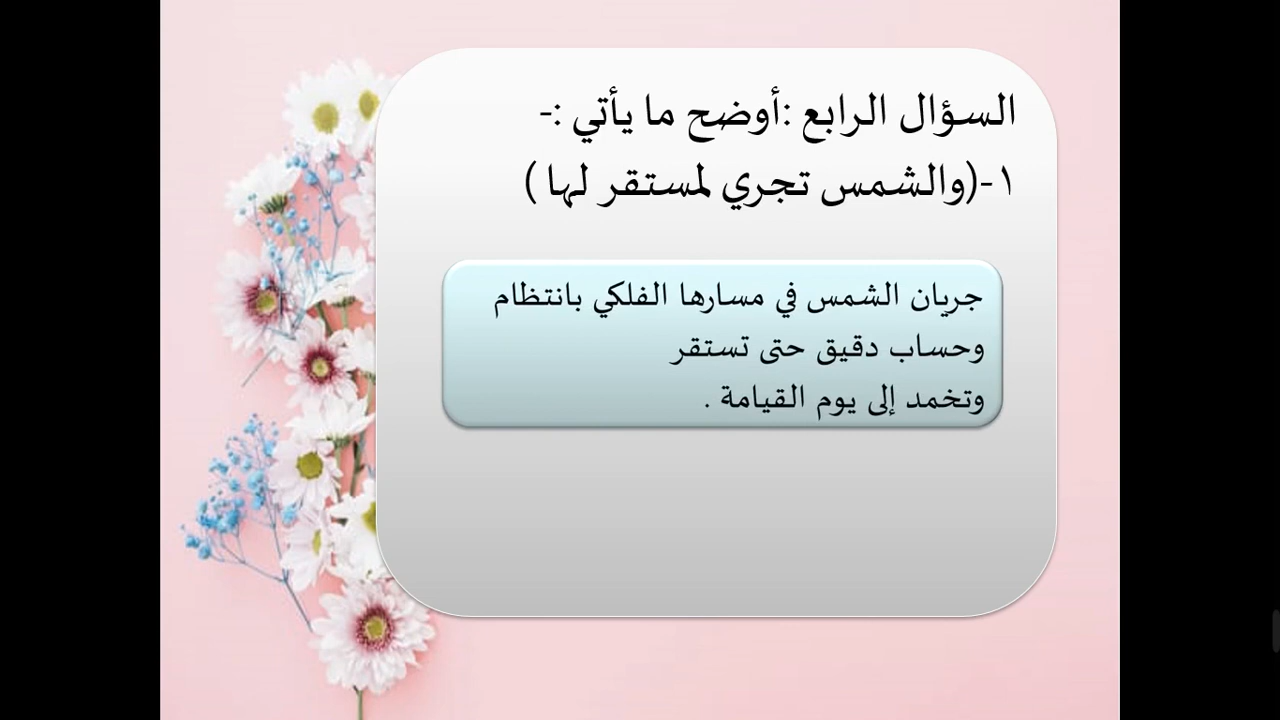 السؤال الرابع :أوضح ما يأتي :-
١-(والشمس تجري لمستقر لها )
جريان الشمس في مسارها الفلكي بانتظام
وحساب دقيق حتى تستقر
وتخمد إلى يوم القيامة .